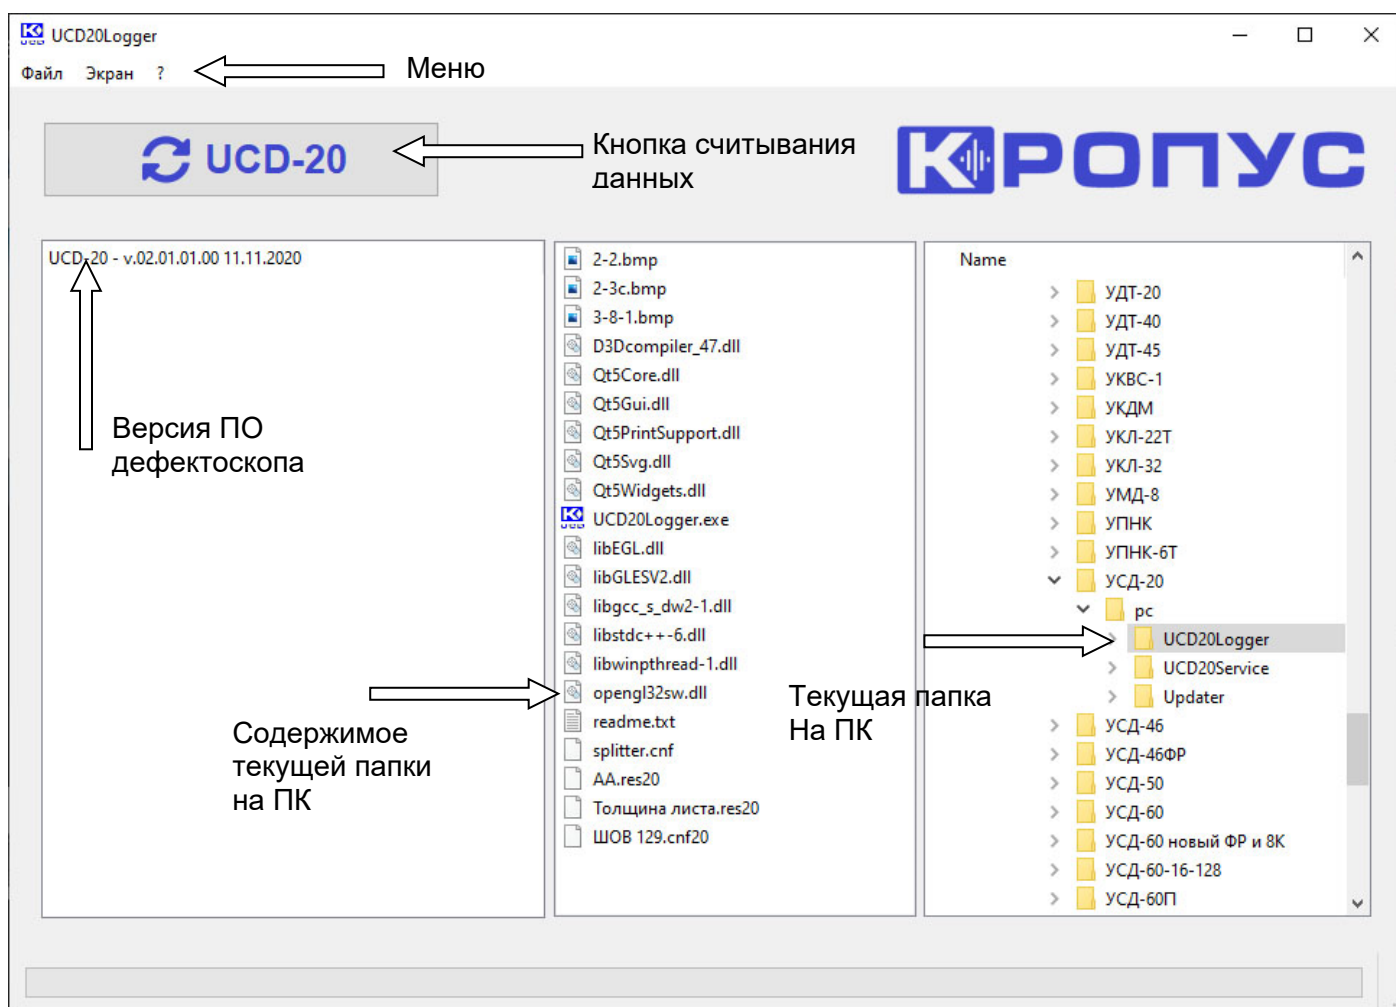 UCD20Logger
Файл Экран ?
Меню
UCD-20
Кнопка считывания
данных
КРОПУС
UCD-20 - v.02.01.01.00 11.11.2020
Версия ПО
дефектоскопа
2-2.bmp
2-3c.bmp
3-8-1.bmp
D3Dcompiler_47.dll
Qt5Core.dll
Qt5Gui.dll
Qt5PrintSupport.dll
Qt5Svg.dll
Qt5Widgets.dll
UCD20Logger.exe
libEGL.dll
libGLESV2.dll
libgcc_s_dw2-1.dll
libstdc++-6.dll
libwinpthread-1.dll
opengl32sw.dll
readme.txt
splitter.cnf
AA.res20
Толщина листа.res20
ШОВ 129.cnf20
Содержимое
текущей папки
на ПК
Name
УДТ-20
УДТ-40
УДТ-45
УКВС-1
УКДМ
УКЛ-22Т
УКЛ-32
УМД-8
УПНК
УПНК-6Т
УСД-20
pc
UCD20Logger
UCD20Service
Updater
УСД-46
УСД-46ФР
УСД-50
УСД-60
УСД-60 новый ФР и 8К
УСД-60-16-128
УСД-60П
Текущая папка
На ПК